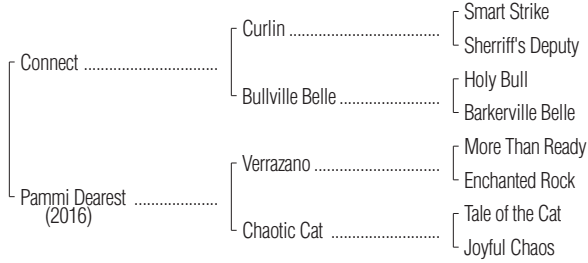 Smart Strike
Curlin
Sherriff's Deputy
Connect
Holy Bull
Bullville Belle
Barkerville Belle
More Than Ready
Verrazano
Enchanted Rock
Pammi Dearest
(2016)
Tale of the Cat
Chaotic Cat
Joyful Chaos